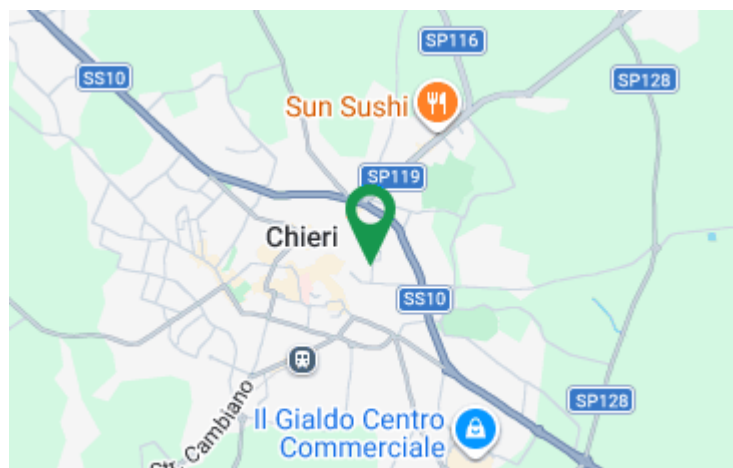 SP116
SS10
SP128
Sun Sushi
SP119
Chieri
SS10
SP128
Str. Cambiano
Il Gialdo Centro
Commerciale